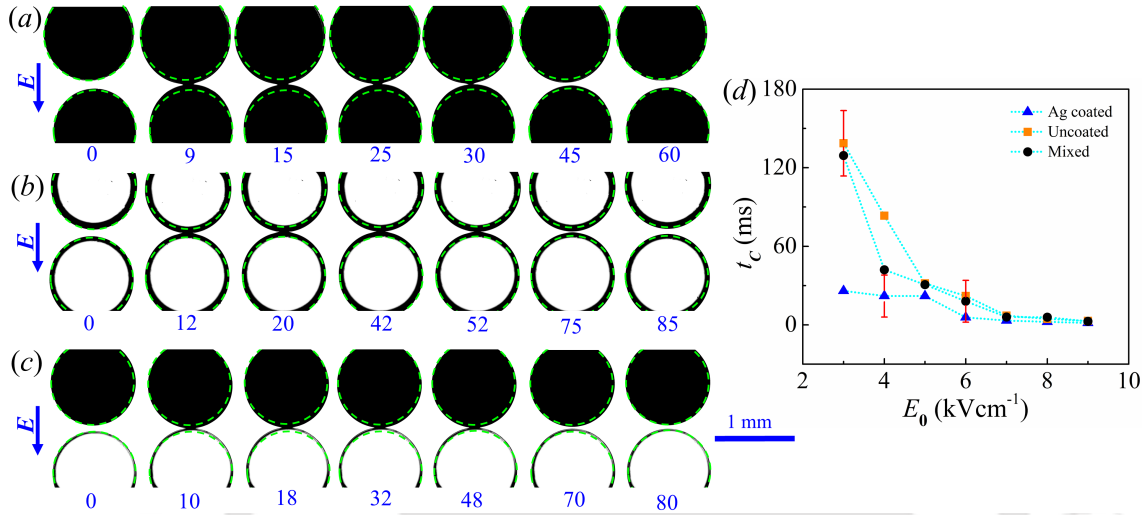 (a)
E
0 9 15 25 30 45 60
(b)
E
0 12 20 42 52 75 85
(c)
E
0 10 18 32 48 70 80
1 mm
(d)
180
120
60
0
t_c (ms)
Ag coated
Uncoated
Mixed
2 4 6 8 10
E₀ (kVcm⁻¹)